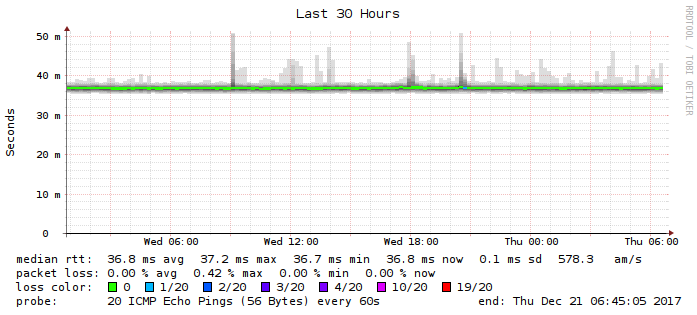 Last 30 Hours
RRDTOOL / TOBI OETIKER
Seconds
50 m
40 m
30 m
20 m
10 m
0
Wed 06:00 Wed 12:00 Wed 18:00 Thu 00:00 Thu 06:00
median rtt: 36.8 ms avg 37.2 ms max 36.7 ms min 36.8 ms now 0.1 ms sd 578.3 am/s
packet loss: 0.00 % avg 0.42 % max 0.00 % min 0.00 % now
loss color: 0 1/20 2/20 3/20 4/20 10/20 19/20
probe: 20 ICMP Echo Pings (56 Bytes) every 60s end: Thu Dec 21 06:45:05 2017